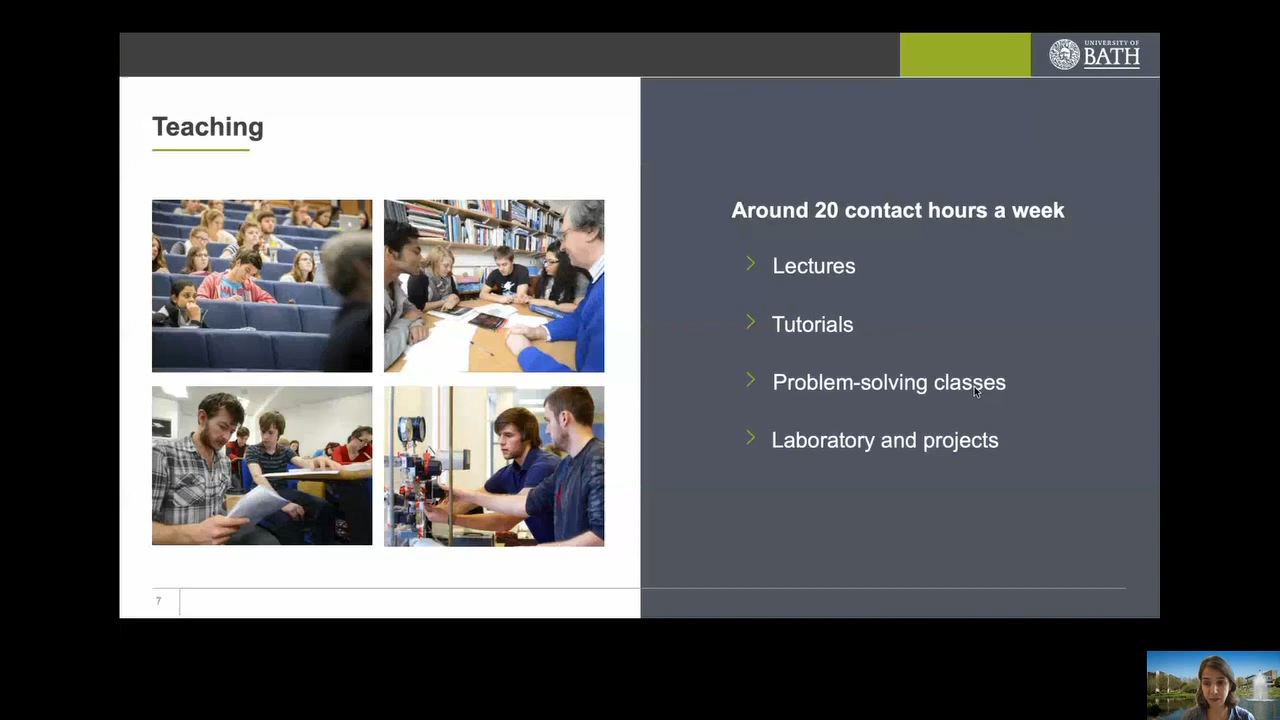 UNIVERSITY OF
BATH
Teaching
Around 20 contact hours a week
Lectures
Tutorials
Problem-solving classes
Laboratory and projects
7